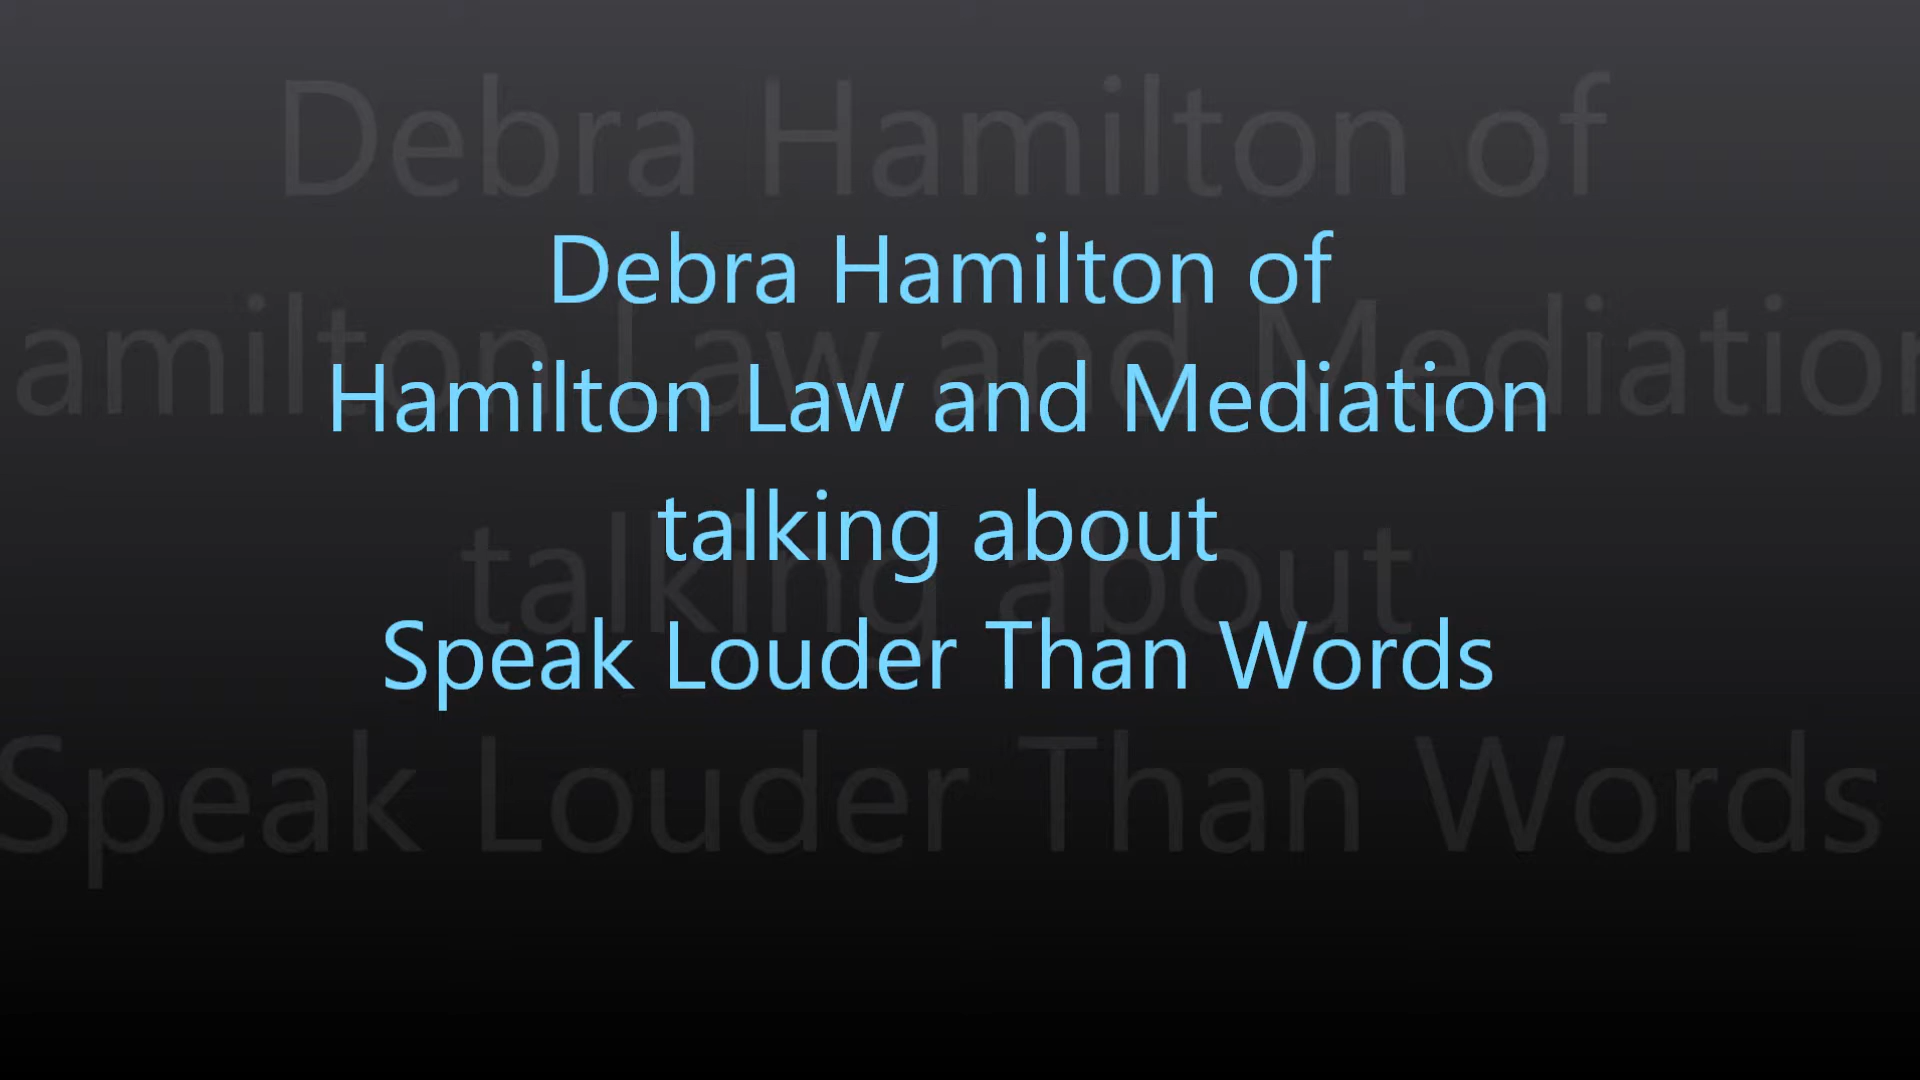 Debra Hamilton of
Hamilton Law and Mediation
talking about
Speak Louder Than Words